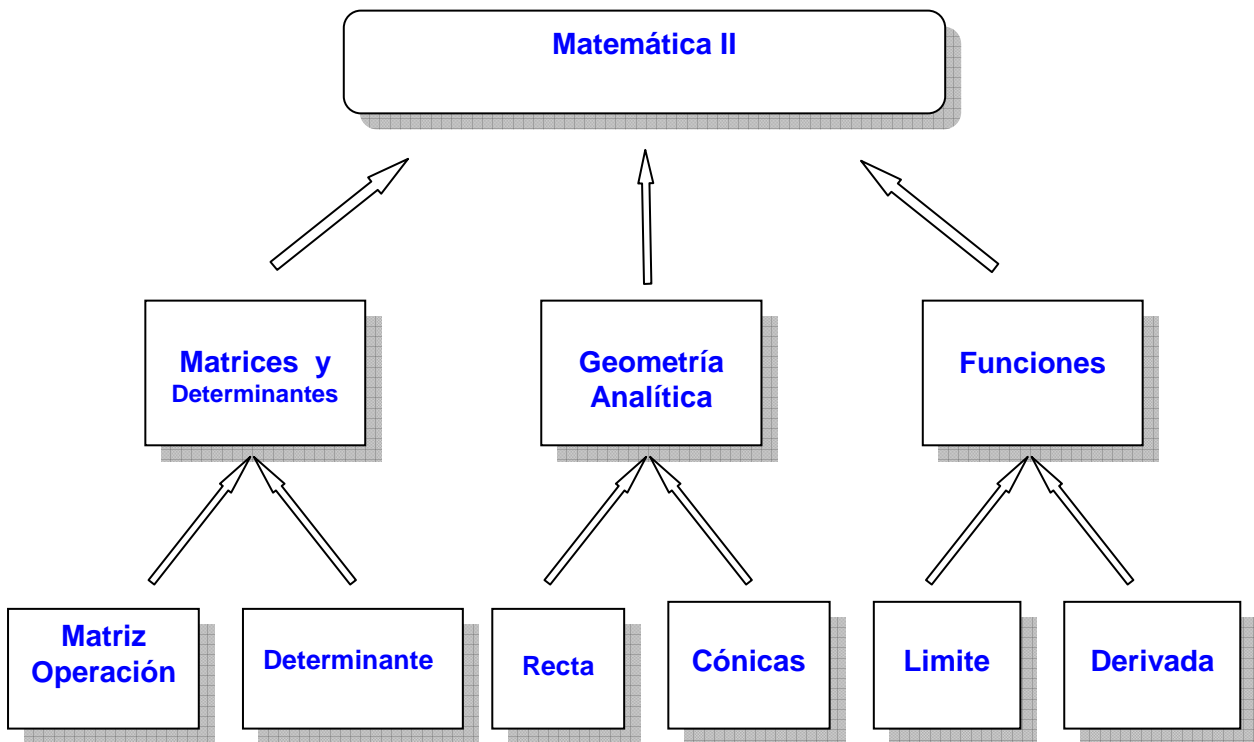 Matemática II
Matrices y
Determinantes
Geometría
Analítica
Funciones
Matriz
Operación
Determinante
Recta
Cónicas
Limite
Derivada